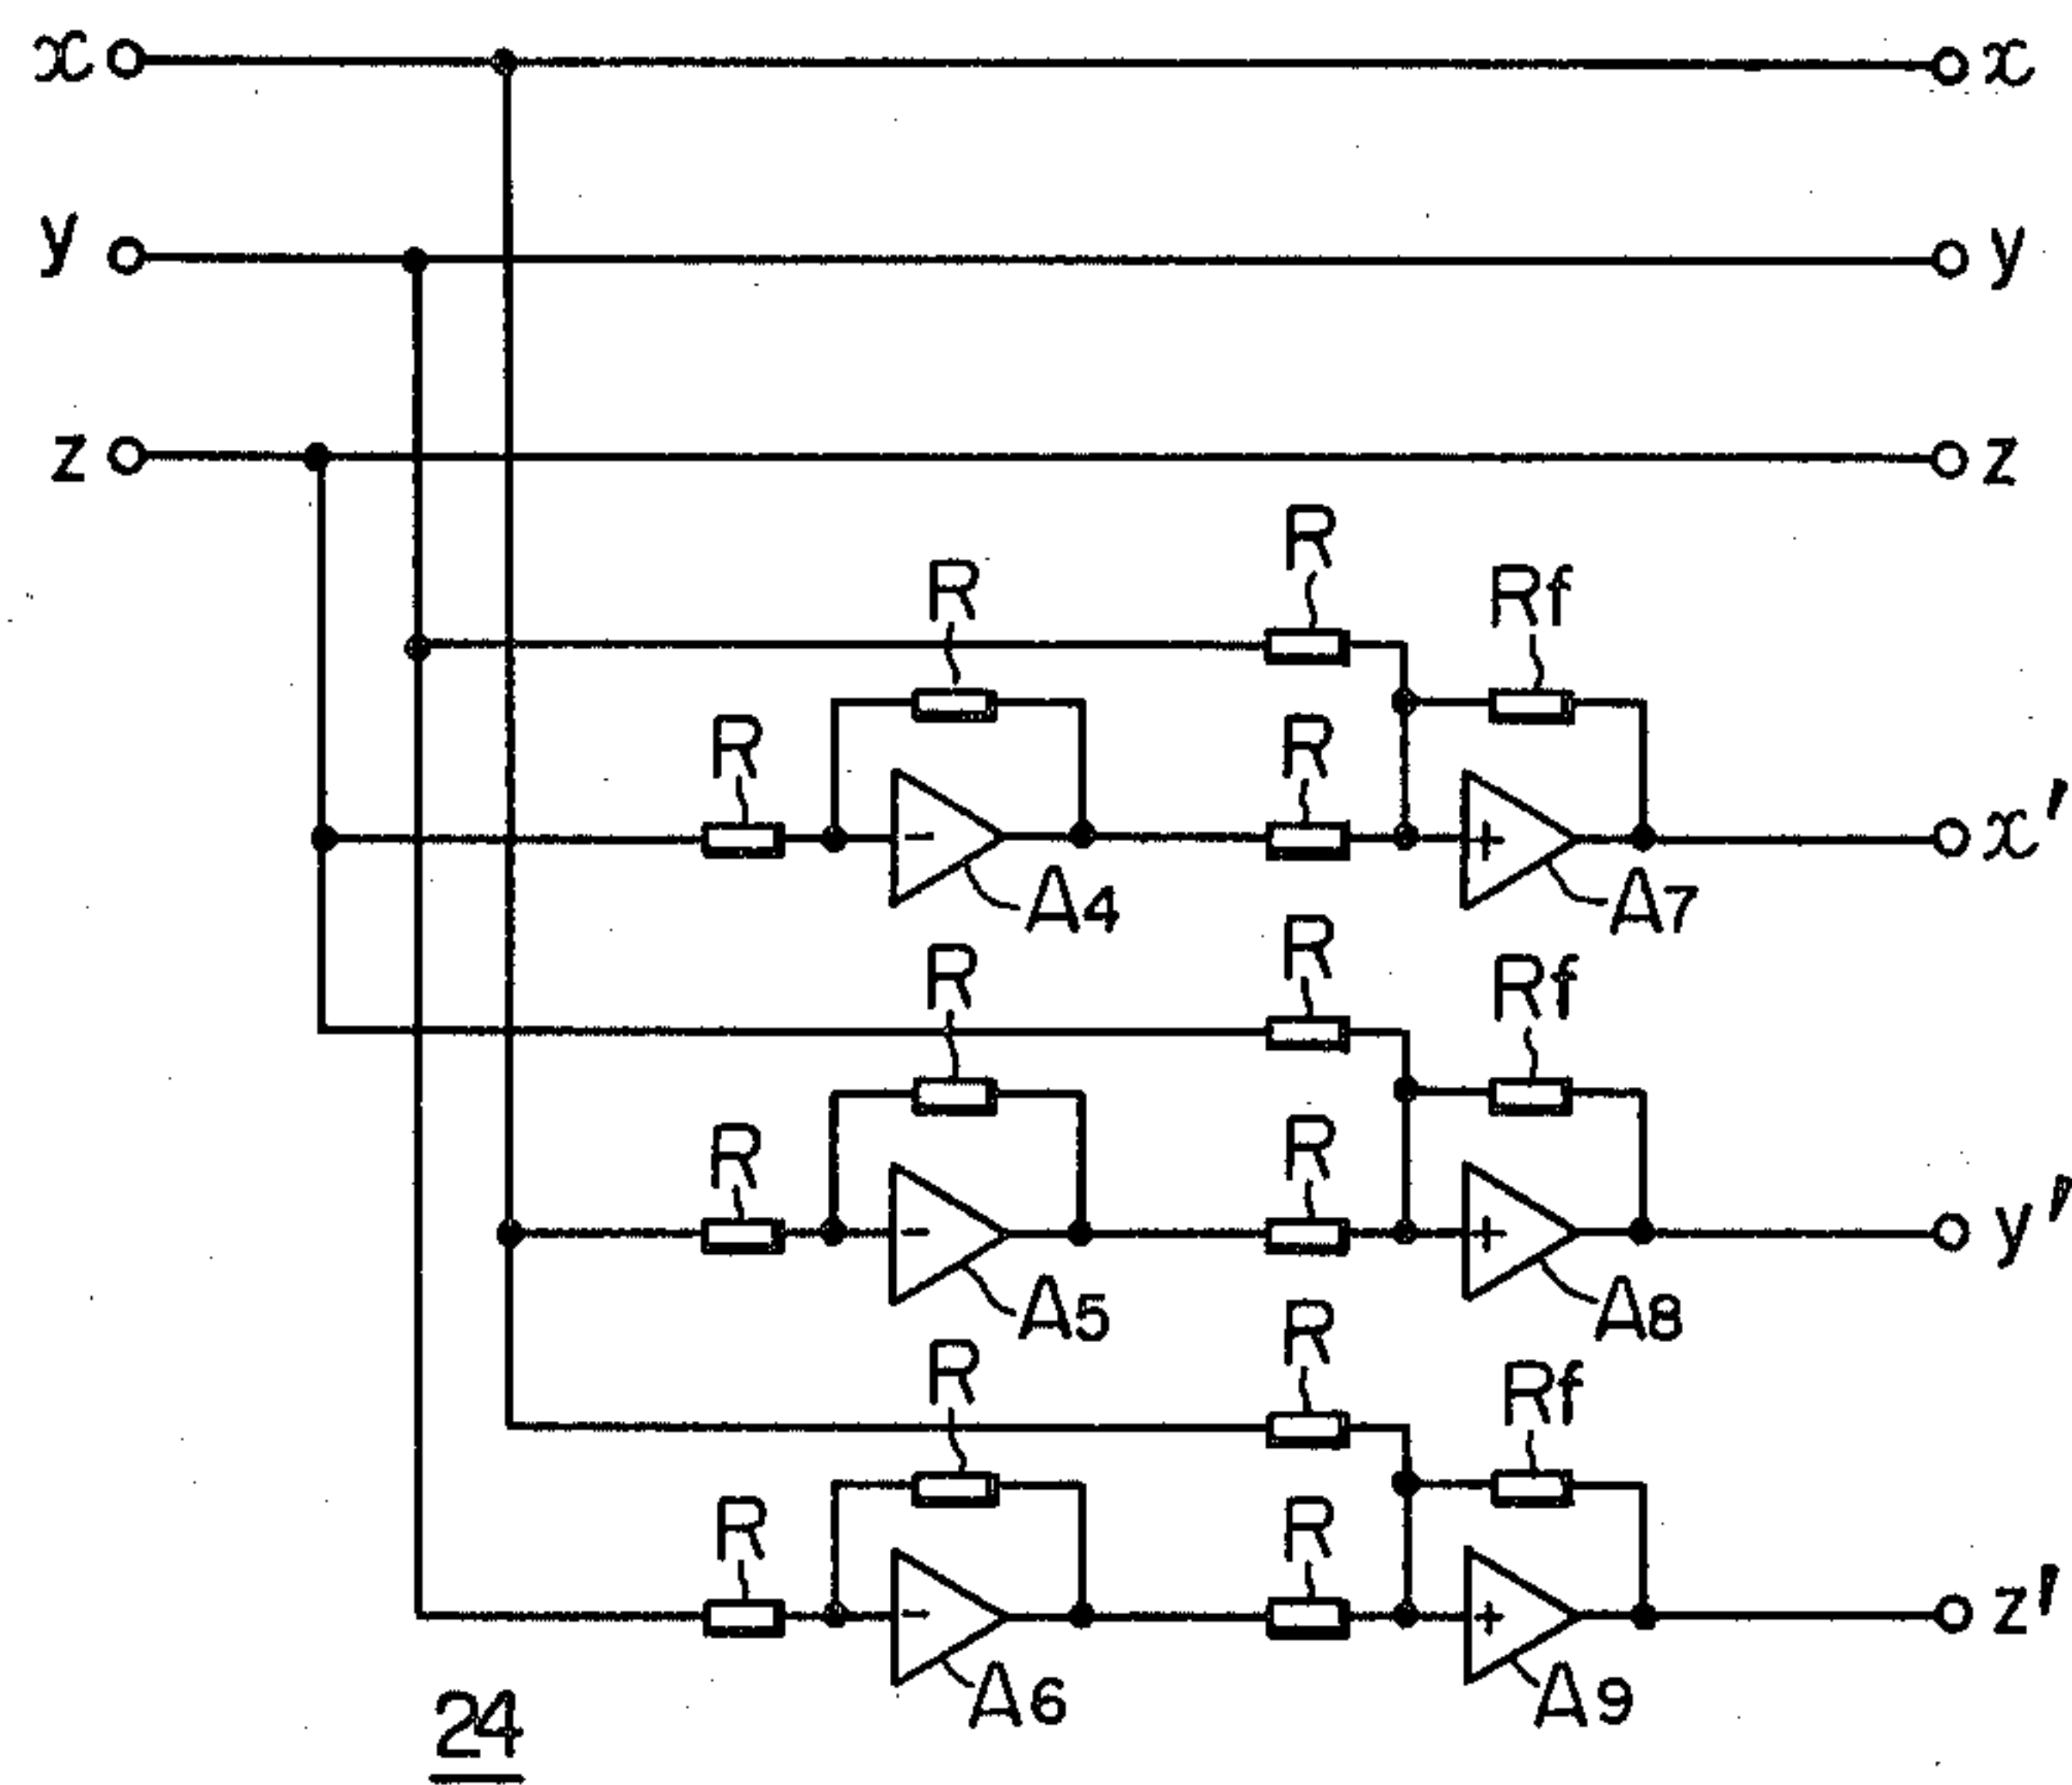 x x
y y
z z
R
R Rf
R R
- + x'
A4 A7
R
R Rf
R R
- + y'
A5 A8
R
R Rf
R R
- + z'
A6 A9
24